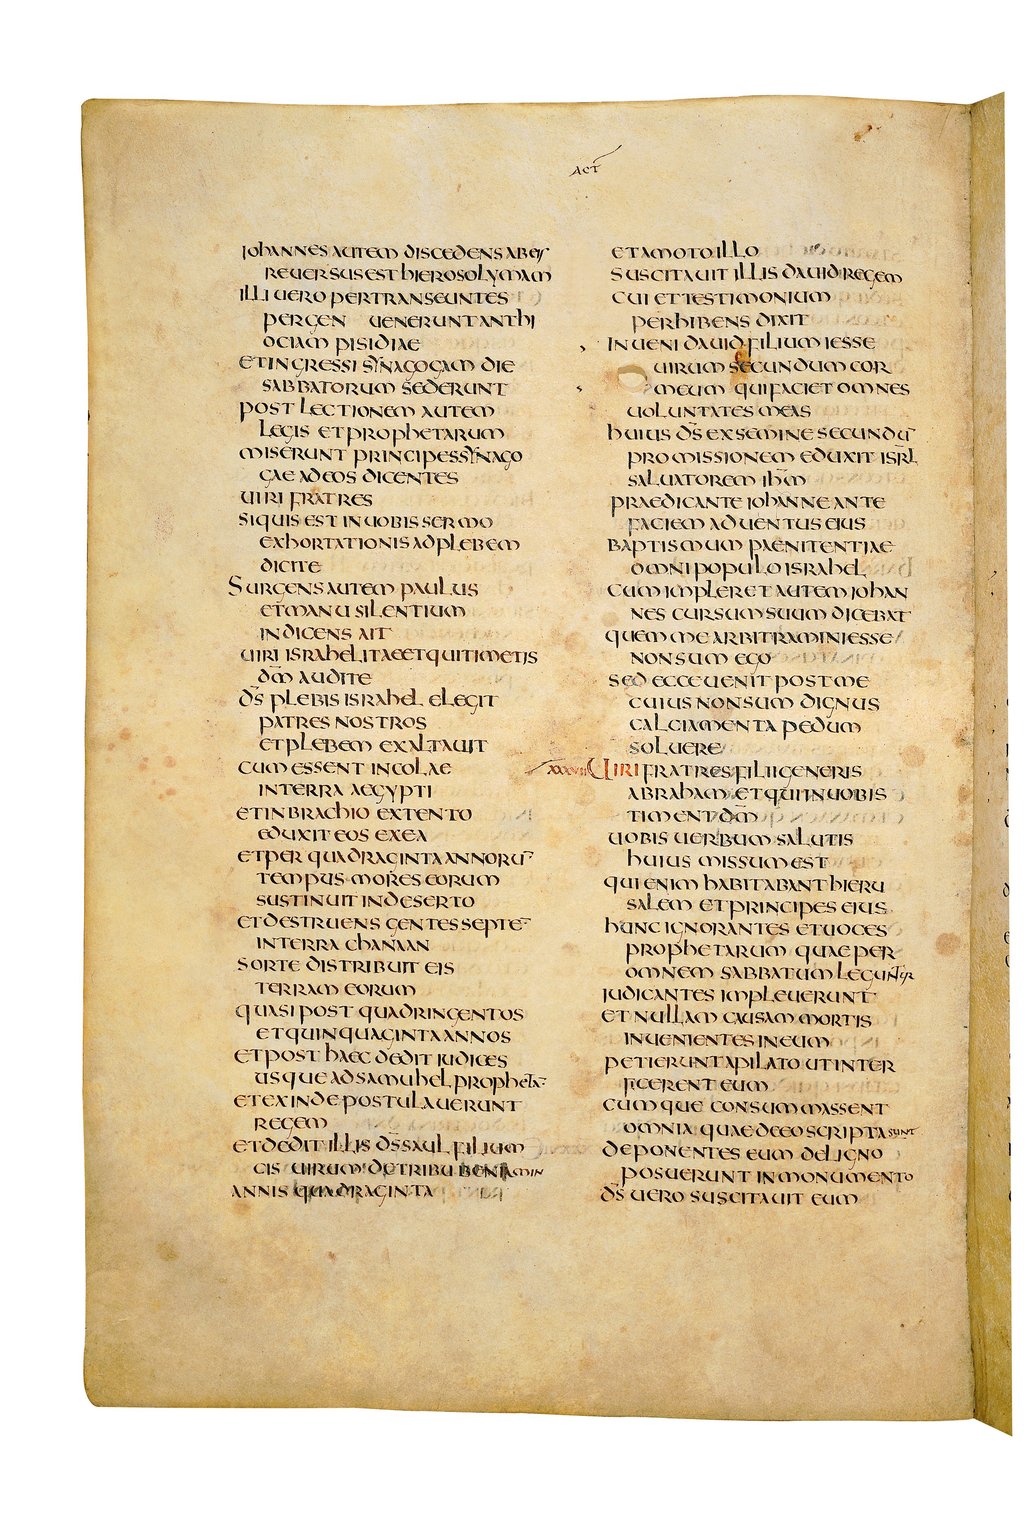 ACT
IOHANNES AUTEM DISCEDENS AB EIS
REUERSUS EST HIEROSOLYMAM
ILLI UERO PERTRANSEUNTES
PERGEN UENERUNT ANTHI
OCIAM PISIDIAE
ET INGRESSI SYNAGOGAM DIE
SABBATORUM SEDERUNT
POST LECTIONEM AUTEM
LEGIS ET PROPHETARUM
MISERUNT PRINCIPES SYNAGO
GAE AD EOS DICENTES
UIRI FRATRES
SI QUIS EST IN UOBIS SERMO
EXHORTATIONIS AD PLEBEM
DICITE
SURGENS AUTEM PAULUS
ET MANU SILENTIUM
INDICENS AIT
UIRI ISRAHELITAE ET QUI TIMETIS
DM̅ AUDITE
DS̅ PLEBIS ISRAHEL ELEGIT
PATRES NOSTROS
ET PLEBEM EXALTAUIT
CUM ESSENT INCOLAE
IN TERRA AEGYPTI
ET IN BRACHIO EXTENTO
EDUXIT EOS EX EA
ET PER QUADRAGINTA ANNORU̅
TEMPUS MORES EORUM
SUSTINUIT IN DESERTO
ET DESTRUENS GENTES SEPTE̅
IN TERRA CHANAAN
SORTE DISTRIBUIT EIS
TERRAM EORUM
QUASI POST QUADRINGENTOS
ET QUINQUAGINTA ANNOS
ET POST HAEC DEDIT IUDICES
USQUE AD SAMUHEL PROPHETA̅
ET EXINDE POSTULAUERUNT
REGEM
ET DEDIT ILLIS DS̅ SAUL FILIUM
CIS UIRUM DE TRIBU BENIAMIN
ANNIS QUADRAGINTA
ET AMOTO ILLO
SUSCITAUIT ILLIS DAUID REGEM
CUI ET TESTIMONIUM
PERHIBENS DIXIT
INUENI DAUID FILIUM IESSE
UIRUM SECUNDUM COR
MEUM QUI FACIET OMNES
UOLUNTATES MEAS
HUIUS DS̅ EX SEMINE SECUNDU̅
PROMISSIONEM EDUXIT ISRL̅
SALUATOREM IHM̅
PRAEDICANTE IOHANNE ANTE
FACIEM ADUENTUS EIUS
BAPTISMUM PAENITENTIAE
OMNI POPULO ISRAHEL
CUM IMPLERET AUTEM IOHAN
NES CURSUM SUUM DICEBAT
QUEM ME ARBITRAMINI ESSE
NON SUM EGO
SED ECCE UENIT POST ME
CUIUS NON SUM DIGNUS
CALCIAMENTA PEDUM
SOLUERE
XXXVII UIRI FRATRES FILII GENERIS
ABRAHAM ET QUI IN UOBIS
TIMENT DM̅
UOBIS UERBUM SALUTIS
HUIUS MISSUM EST
QUI ENIM HABITABANT HIERU
SALEM ET PRINCIPES EIUS
HUNC IGNORANTES ET UOCES
PROPHETARUM QUAE PER
OMNEM SABBATUM LEGUNTUR
IUDICANTES IMPLEUERUNT
ET NULLAM CAUSAM MORTIS
INUENIENTES IN EUM
PETIERUNT A PILATO UT INTER
FICERENT EUM
CUMQUE CONSUMMASSENT
OMNIA QUAE DE EO SCRIPTA SUNT
DEPONENTES EUM DE LIGNO
POSUERUNT IN MONUMENTO
DS̅ UERO SUSCITAUIT EUM